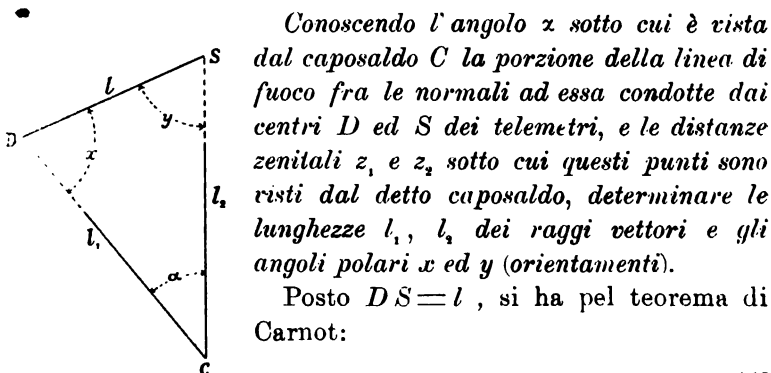 Conoscendo l'angolo α sotto cui è vista
dal caposaldo C la porzione della linea di
fuoco fra le normali ad essa condotte dai
centri D ed S dei telemetri, e le distanze
zenitali z₁ e z₂ sotto cui questi punti sono
visti dal detto caposaldo, determinare le
lunghezze l₁, l₂ dei raggi vettori e gli
angoli polari x ed y (orientamenti).
Posto D S = l , si ha pel teorema di
Carnot:
S
l
y
D
x
l₂
l₁
α
C